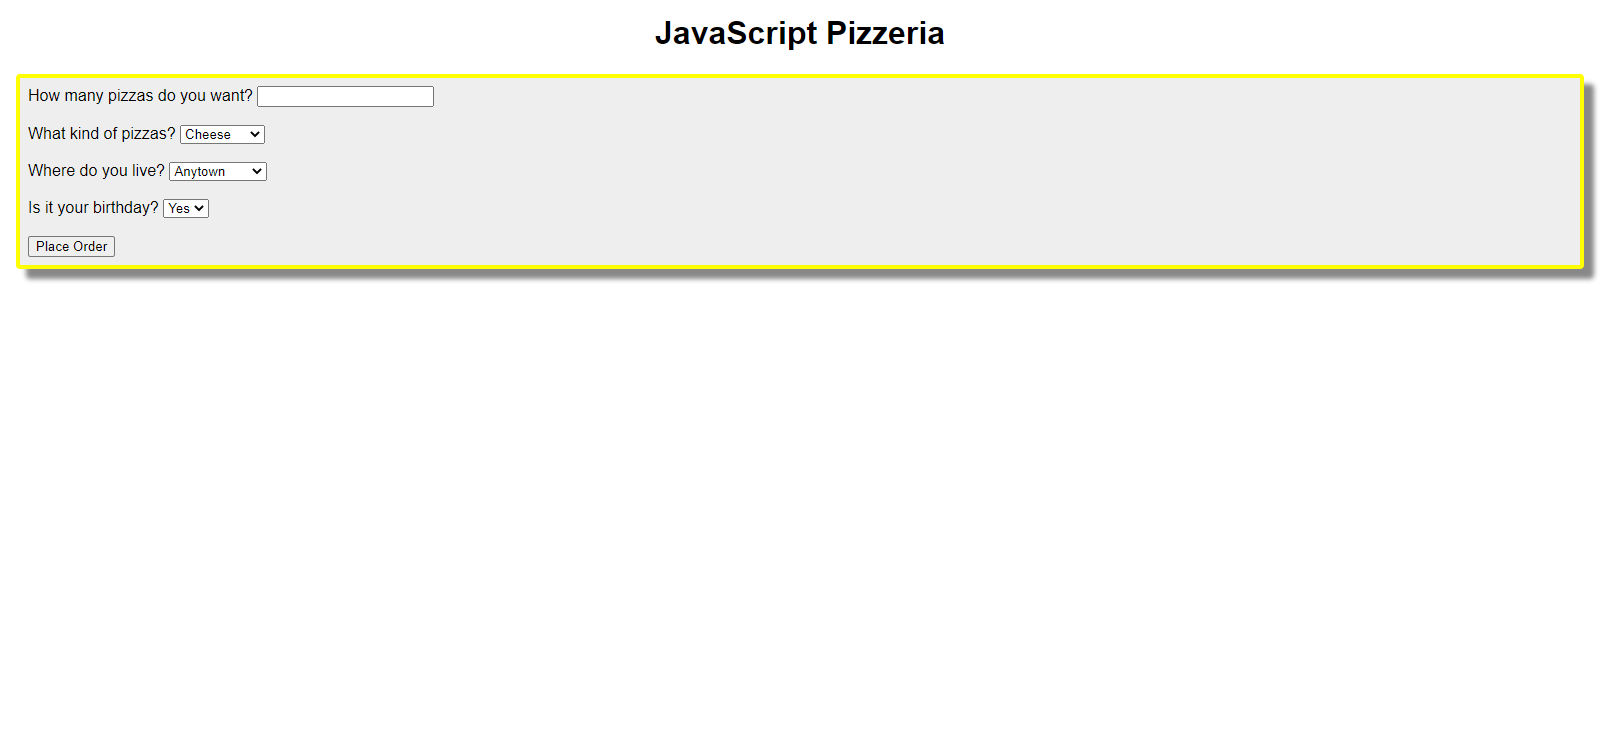 JavaScript Pizzeria
How many pizzas do you want?
What kind of pizzas? Cheese
Where do you live? Anytown
Is it your birthday? Yes
Place Order